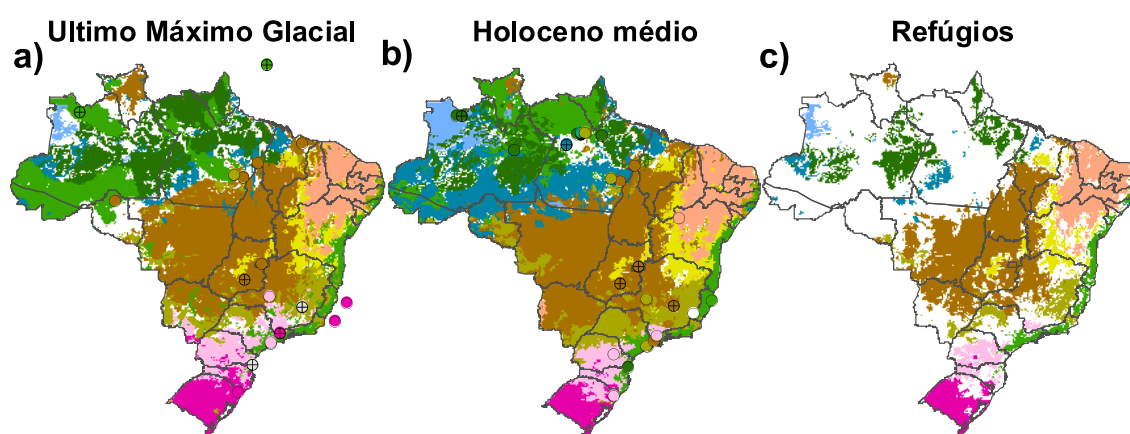 Ultimo Máximo Glacial
Holoceno médio
Refúgios
a)
b)
c)